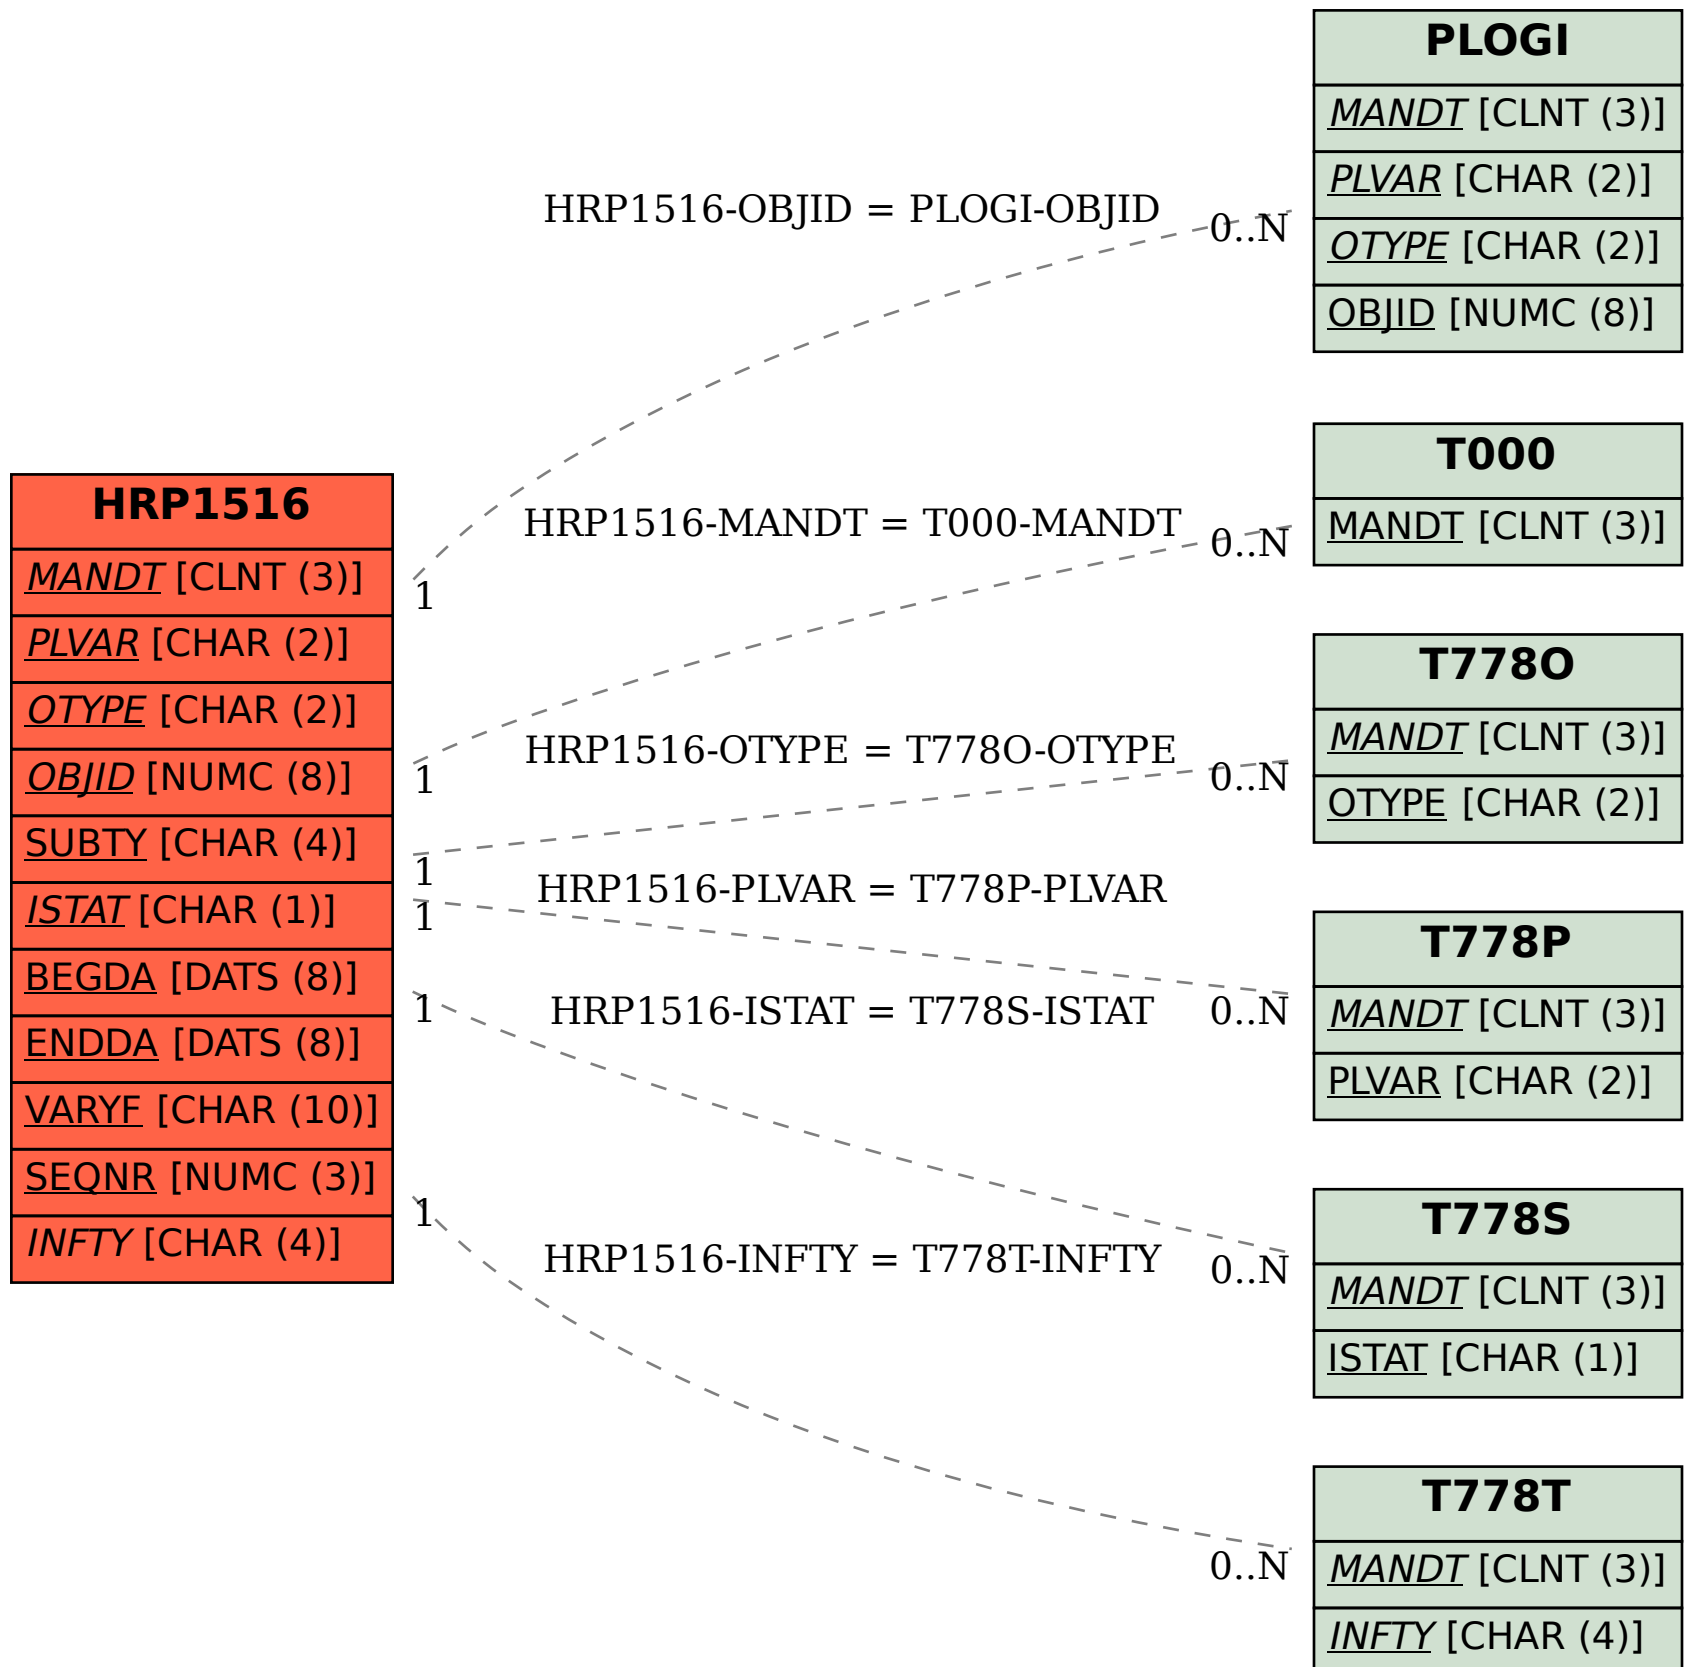 HRP1516
MANDT [CLNT (3)]
PLVAR [CHAR (2)]
OTYPE [CHAR (2)]
OBJID [NUMC (8)]
SUBTY [CHAR (4)]
ISTAT [CHAR (1)]
BEGDA [DATS (8)]
ENDDA [DATS (8)]
VARYF [CHAR (10)]
SEQNR [NUMC (3)]
INFTY [CHAR (4)]
HRP1516-OBJID = PLOGI-OBJID
0..N
1
HRP1516-MANDT = T000-MANDT
0..N
1
HRP1516-OTYPE = T778O-OTYPE
0..N
1
HRP1516-PLVAR = T778P-PLVAR
1
0..N
HRP1516-ISTAT = T778S-ISTAT
1
0..N
HRP1516-INFTY = T778T-INFTY
1
0..N
PLOGI
MANDT [CLNT (3)]
PLVAR [CHAR (2)]
OTYPE [CHAR (2)]
OBJID [NUMC (8)]
T000
MANDT [CLNT (3)]
T778O
MANDT [CLNT (3)]
OTYPE [CHAR (2)]
T778P
MANDT [CLNT (3)]
PLVAR [CHAR (2)]
T778S
MANDT [CLNT (3)]
ISTAT [CHAR (1)]
T778T
MANDT [CLNT (3)]
INFTY [CHAR (4)]